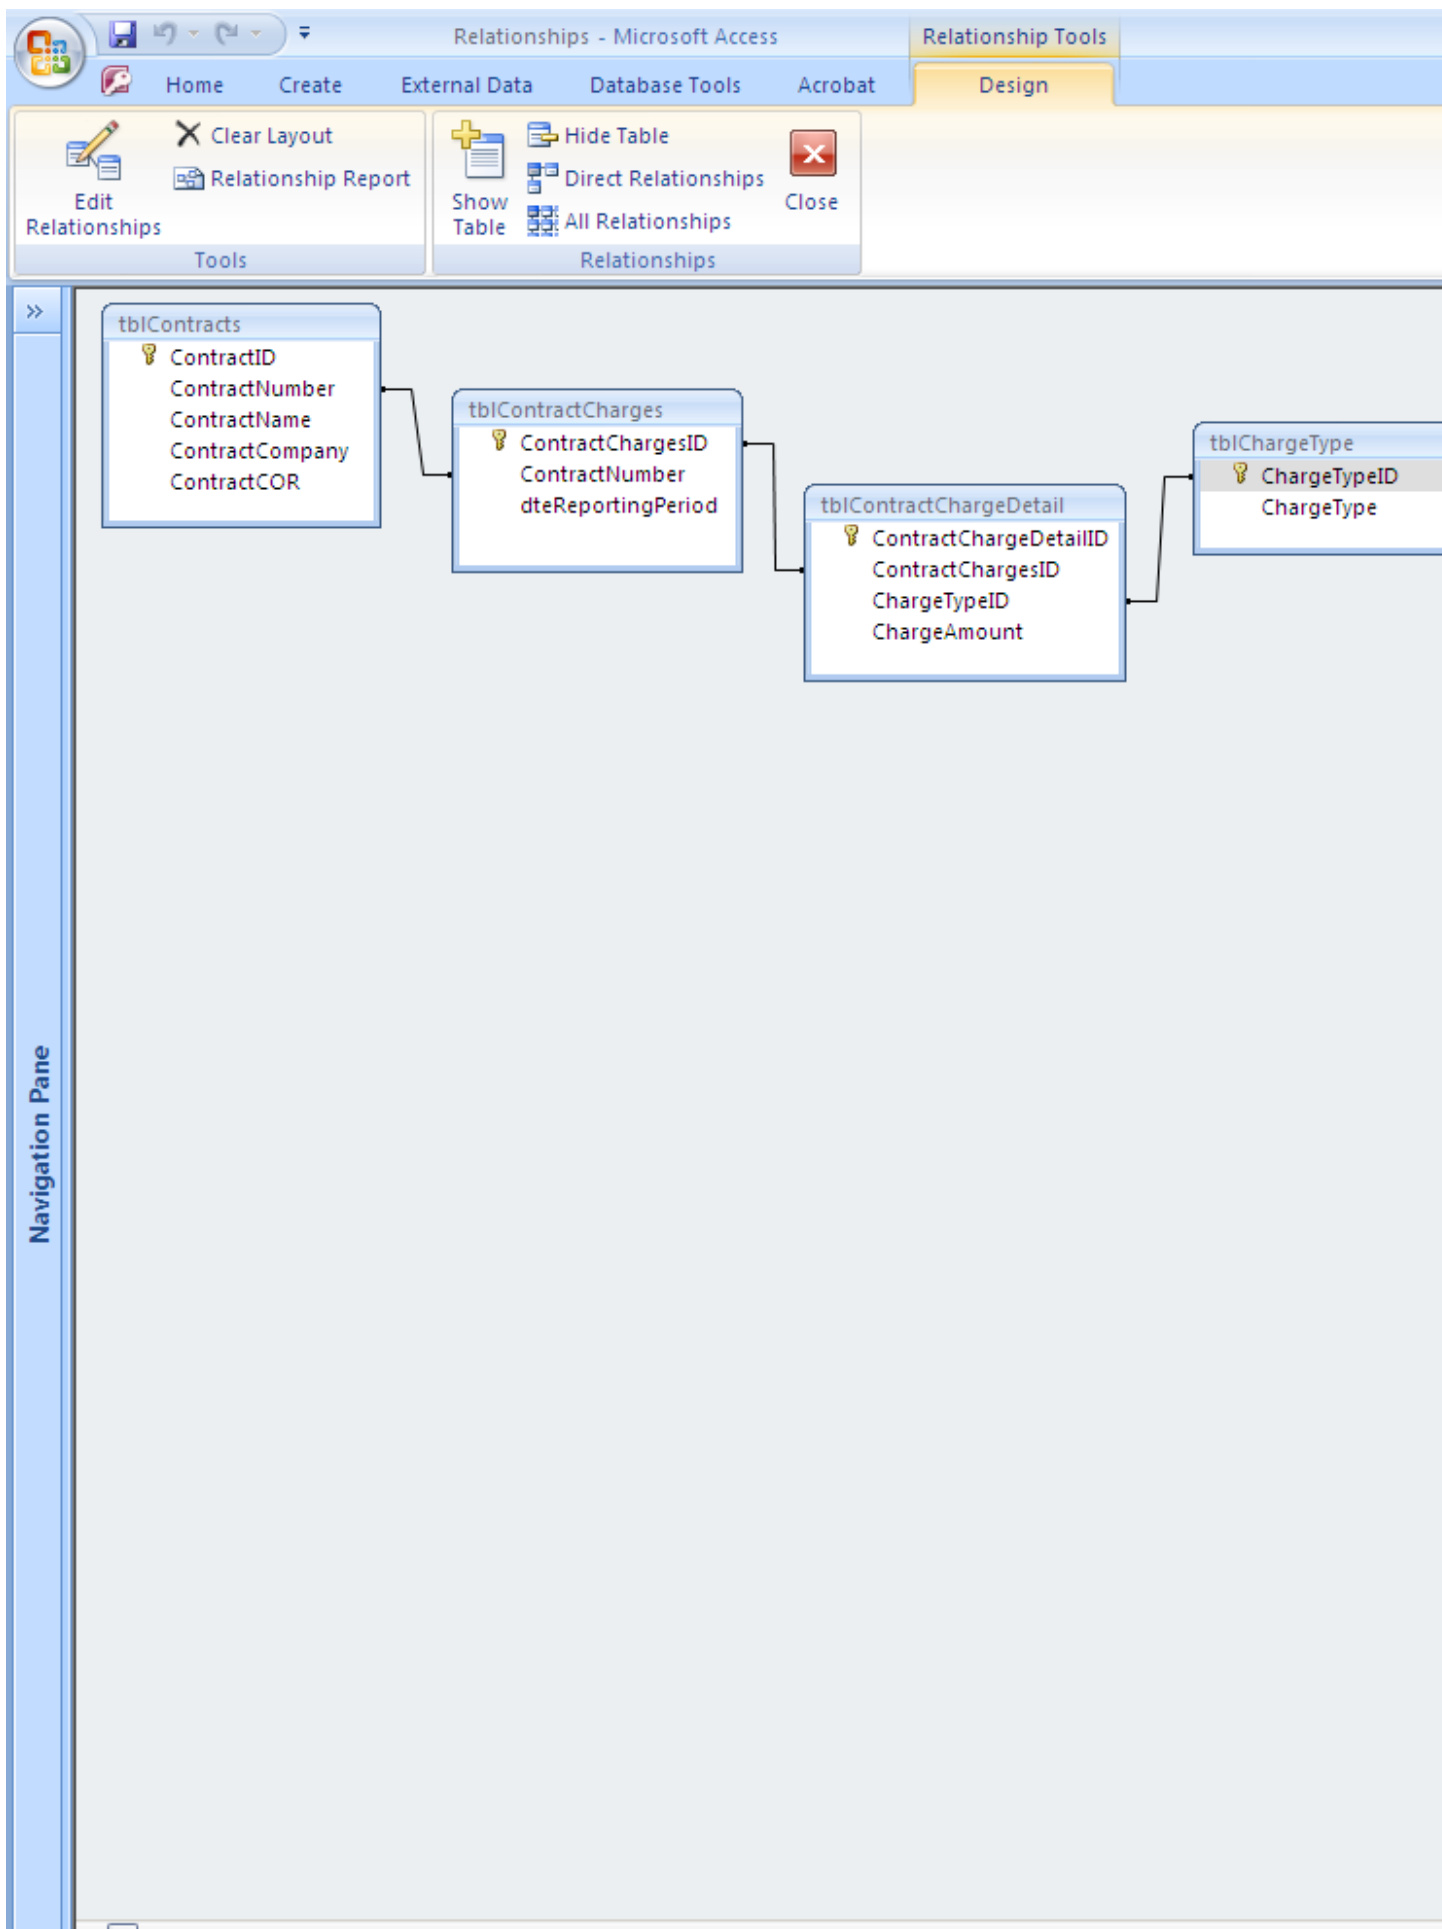 Relationships - Microsoft Access
Relationship Tools
Home
Create
External Data
Database Tools
Acrobat
Design
Edit
Relationships
Clear Layout
Relationship Report
Tools
Show
Table
Hide Table
Direct Relationships
All Relationships
Close
Relationships
Navigation Pane
tblContracts
ContractID
ContractNumber
ContractName
ContractCompany
ContractCOR
tblContractCharges
ContractChargesID
ContractNumber
dteReportingPeriod
tblContractChargeDetail
ContractChargeDetailID
ContractChargesID
ChargeTypeID
ChargeAmount
tblChargeType
ChargeTypeID
ChargeType